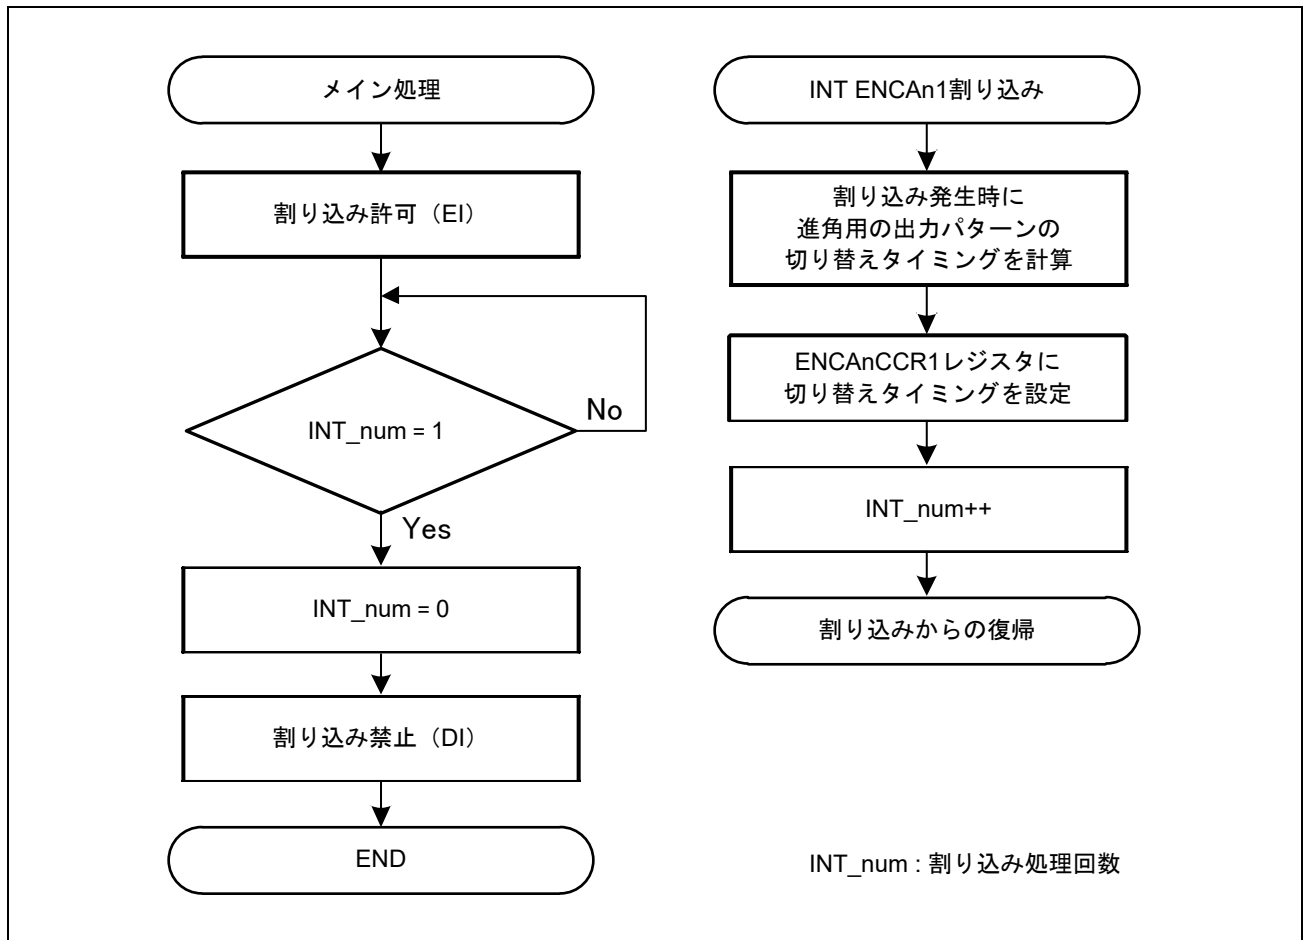 メイン処理
割り込み許可（EI）
INT_num = 1
No
Yes
INT_num = 0
割り込み禁止（DI）
END
INT ENCAn1割り込み
割り込み発生時に
進角用の出力パターンの
切り替えタイミングを計算
ENCAnCCR1レジスタに
切り替えタイミングを設定
INT_num++
割り込みからの復帰
INT_num : 割り込み処理回数